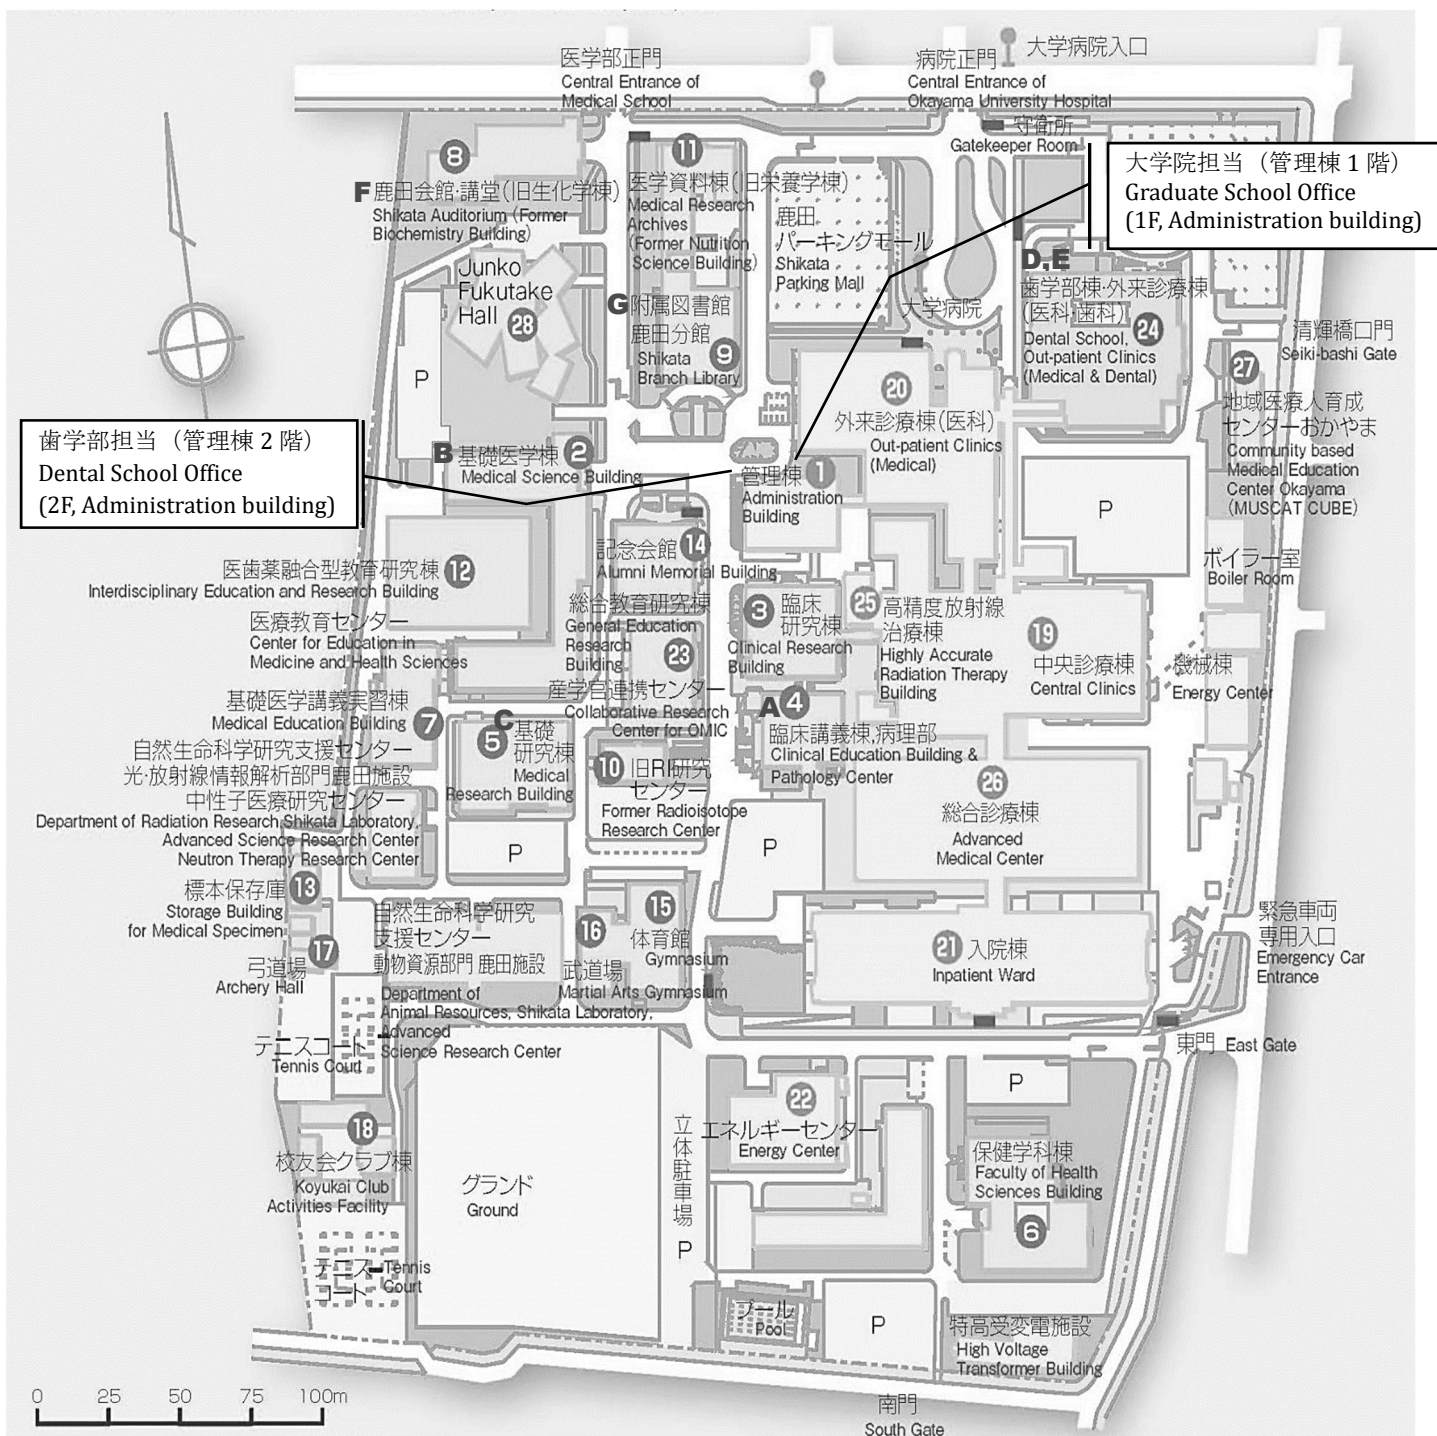 医学部正門
Central Entrance of
Medical School
病院正門
Central Entrance of
Okayama University Hospital
大学病院入口
守衛所
Gatekeeper Room
大学院担当（管理棟 1 階）
Graduate School Office
(1F, Administration building)
8
F 鹿田会館・講堂(旧生化学棟)
Shikata Auditorium (Former
Biochemistry Building)
11
医学資料棟(旧栄養学棟)
Medical Research
Archives
(Former Nutrition
Science Building)
鹿田
パーキングモール
Shikata
Parking Mall
大学病院
D,E
歯学部棟・外来診療棟
(医科・歯科)
24
Dental School,
Out-patient Clinics
(Medical & Dental)
清輝橋口門
Seiki-bashi Gate
Junko
Fukutake
Hall
28
P
G 附属図書館
鹿田分館
9
Shikata
Branch Library
20
外来診療棟(医科)
Out-patient Clinics
(Medical)
27
地域医療人育成
センターおかやま
Community based
Medical Education
Center Okayama
(MUSCAT CUBE)
歯学部担当（管理棟 2 階）
Dental School Office
(2F, Administration building)
B 基礎医学棟 2
Medical Science Building
管理棟 1
Administration
Building
P
ボイラー室
Boiler Room
医歯薬融合型教育研究棟 12
Interdisciplinary Education and Research Building
記念会館 14
Alumni Memorial Building
医療教育センター
Center for Education in
Medicine and Health Sciences
総合教育研究棟
General Education
Research
Building
23
3 臨床
研究棟
Clinical Research
Building
25 高精度放射線
治療棟
Highly Accurate
Radiation Therapy
Building
19
中央診療棟
Central Clinics
機械棟
Energy Center
基礎医学講義実習棟
Medical Education Building 7
産学官連携センター
Collaborative Research
Center for OMIC
A 4
臨床講義棟,病理部
Clinical Education Building &
Pathology Center
C
5 基礎
研究棟
Medical
Research Building
10 旧RI研究
センター
Former Radioisotope
Research Center
自然生命科学研究支援センター
光・放射線情報解析部門鹿田施設
中性子医療研究センター
Department of Radiation Research Shikata Laboratory,
Advanced Science Research Center
Neutron Therapy Research Center
P
P
26
総合診療棟
Advanced
Medical Center
13
標本保存庫
Storage Building
for Medical Specimen
17
弓道場
Archery Hall
自然生命科学研究
支援センター
動物資源部門 鹿田施設
Department of
Animal Resources, Shikata Laboratory,
Advanced
Science Research Center
15
体育館
Gymnasium
16
武道場
Martial Arts Gymnasium
21 入院棟
Inpatient Ward
緊急車両
専用入口
Emergency Car
Entrance
テニスコート
Tennis Court
東門 East Gate
18
校友会クラブ棟
Koyukai Club
Activities Facility
グランド
Ground
立体駐車場
P
22
エネルギーセンター
Energy Center
P
保健学科棟
Faculty of Health
Sciences Building
6
テニス
コート
Tennis
Court
プール
Pool
P
特高受変電施設
High Voltage
Transformer Building
南門
South Gate
0 25 50 75 100m